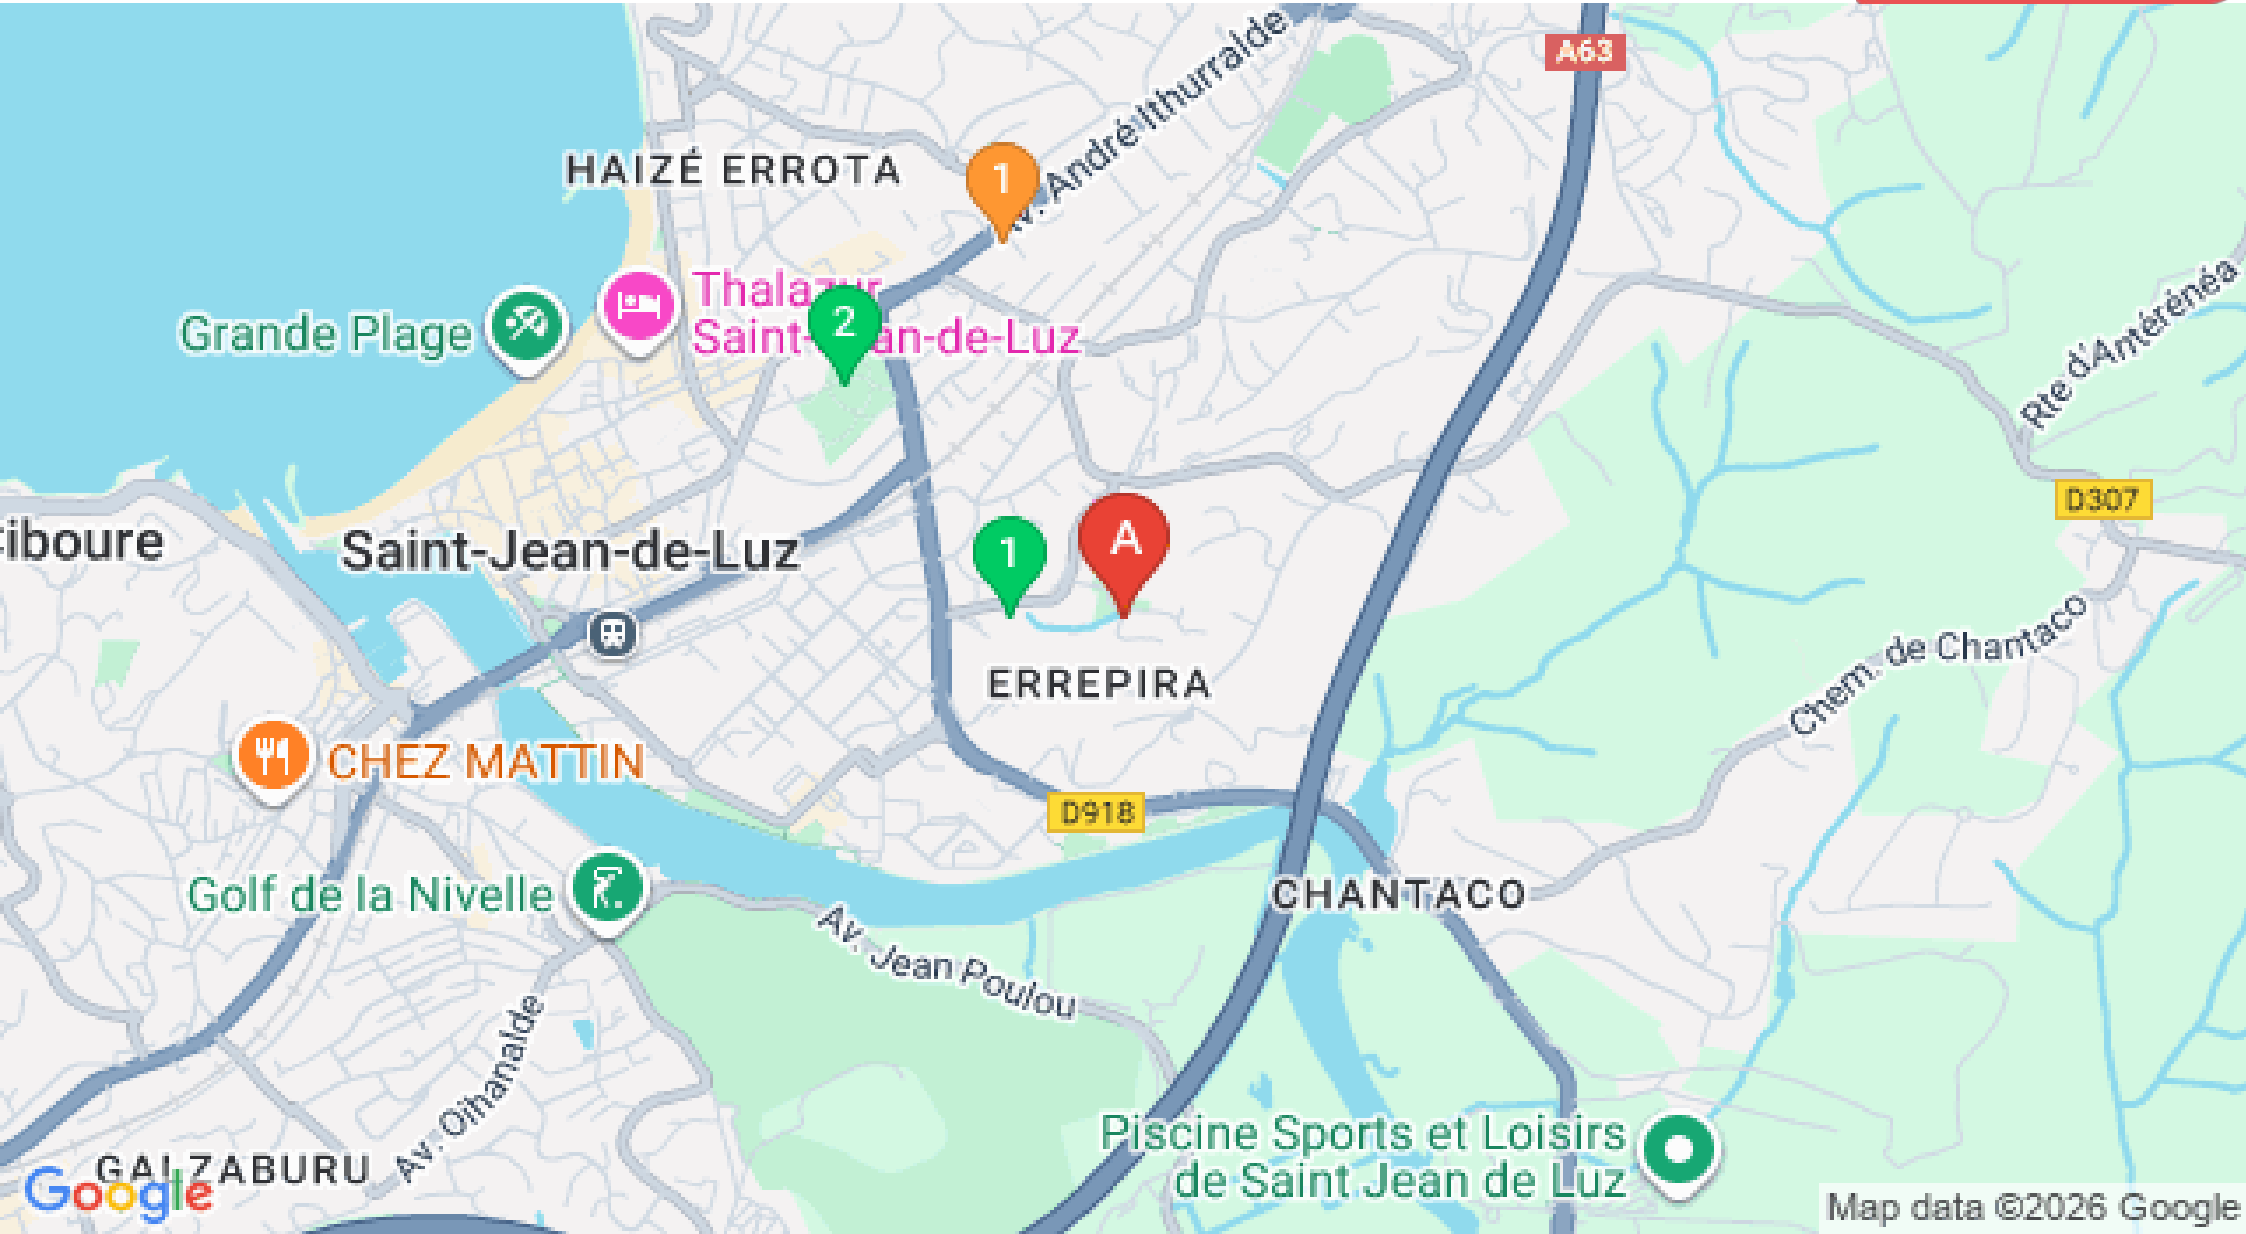 A63
Av. André Ithurralde
HAIZÉ ERROTA
1
Thalazur
Saint-Jean-de-Luz
2
Grande Plage
Rte d'Antérénéa
D307
Ciboure
Saint-Jean-de-Luz
1
A
ERREPIRA
Chem. de Chantaco
CHEZ MATTIN
D918
Golf de la Nivelle
CHANTACO
Av. Jean Poulou
Av. Oihanalde
Piscine Sports et Loisirs
de Saint Jean de Luz
GALZABURU
Google
Map data ©2026 Google